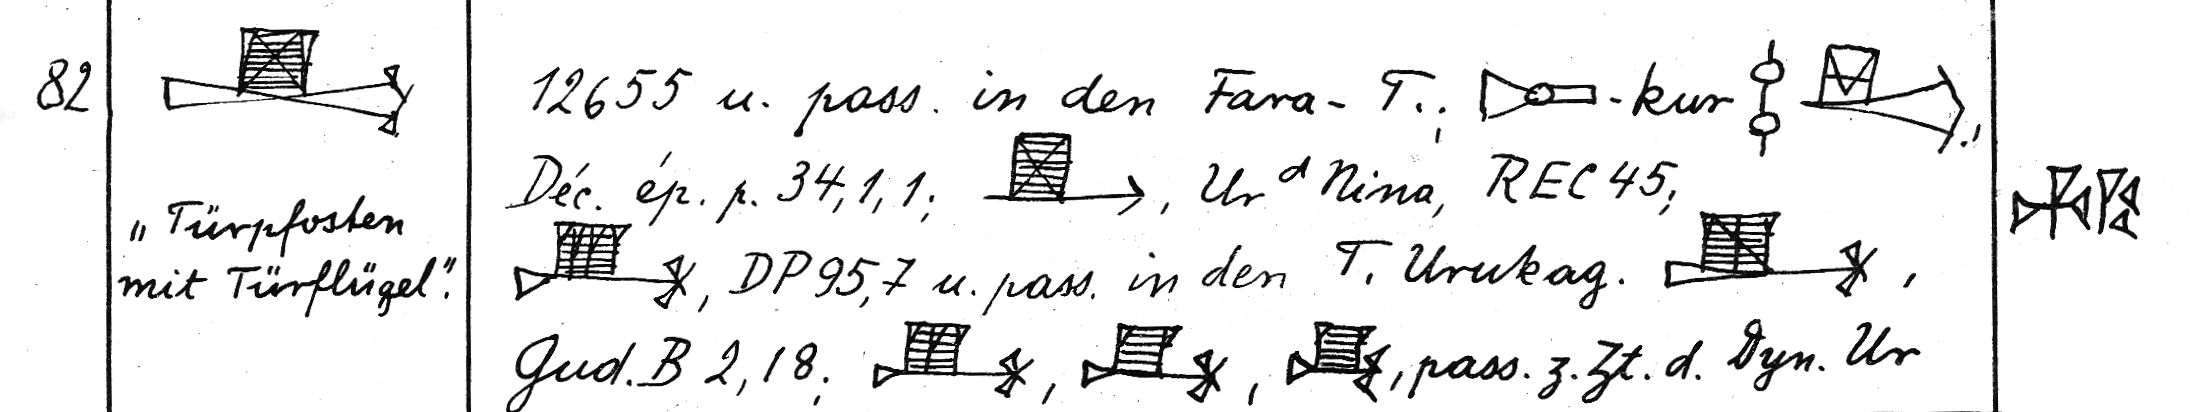 82
12655 u. pass. in den Fara-T.; -kur
Déc. ép. p. 34,1,1; , Ur ᵈ Nina, REC 45;
„Türpfosten
mit Türflügel".
, DP 95,7 u. pass. in den T. Urukag. ,
Gud. B 2,18; , , , pass. z. Zt. d. Dyn. Ur